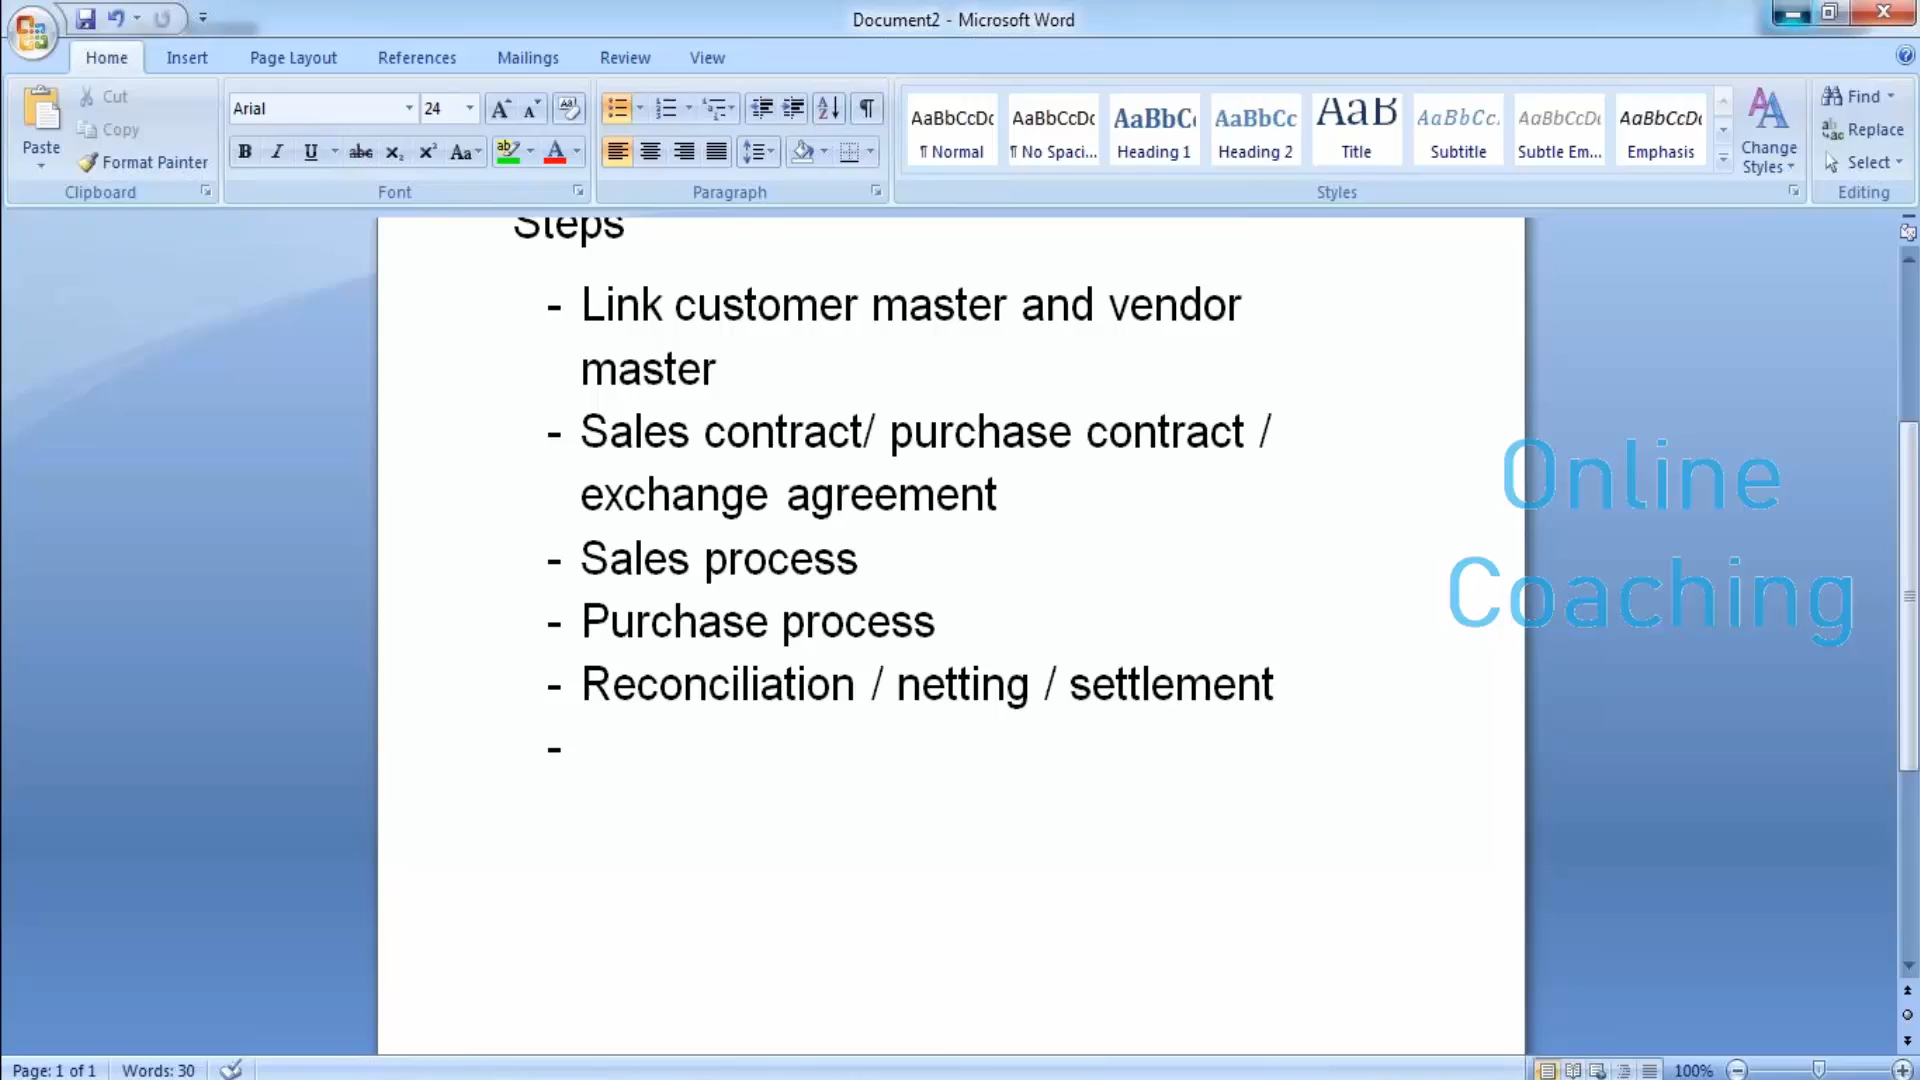 Document2 - Microsoft Word
Home Insert Page Layout References Mailings Review View
Paste
Cut
Copy
Format Painter
Clipboard
Arial 24
Font
Paragraph
AaBbCcDc AaBbCcDc AaBbC AaBbCc AaB AaBbCc. AaBbCcDc AaBbCcDc
¶ Normal ¶ No Spaci... Heading 1 Heading 2 Title Subtitle Subtle Em... Emphasis
Change Styles
Styles
Find
Replace
Select
Editing
Steps
- Link customer master and vendor
master
- Sales contract/ purchase contract /
exchange agreement
- Sales process
- Purchase process
- Reconciliation / netting / settlement
-
Online
Coaching
Page: 1 of 1 Words: 30 100%